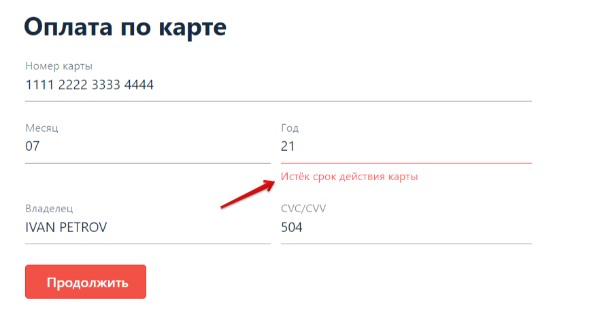 Оплата по карте
Номер карты
1111 2222 3333 4444
Месяц Год
07 21
Истёк срок действия карты
Владелец CVC/CVV
IVAN PETROV 504
Продолжить